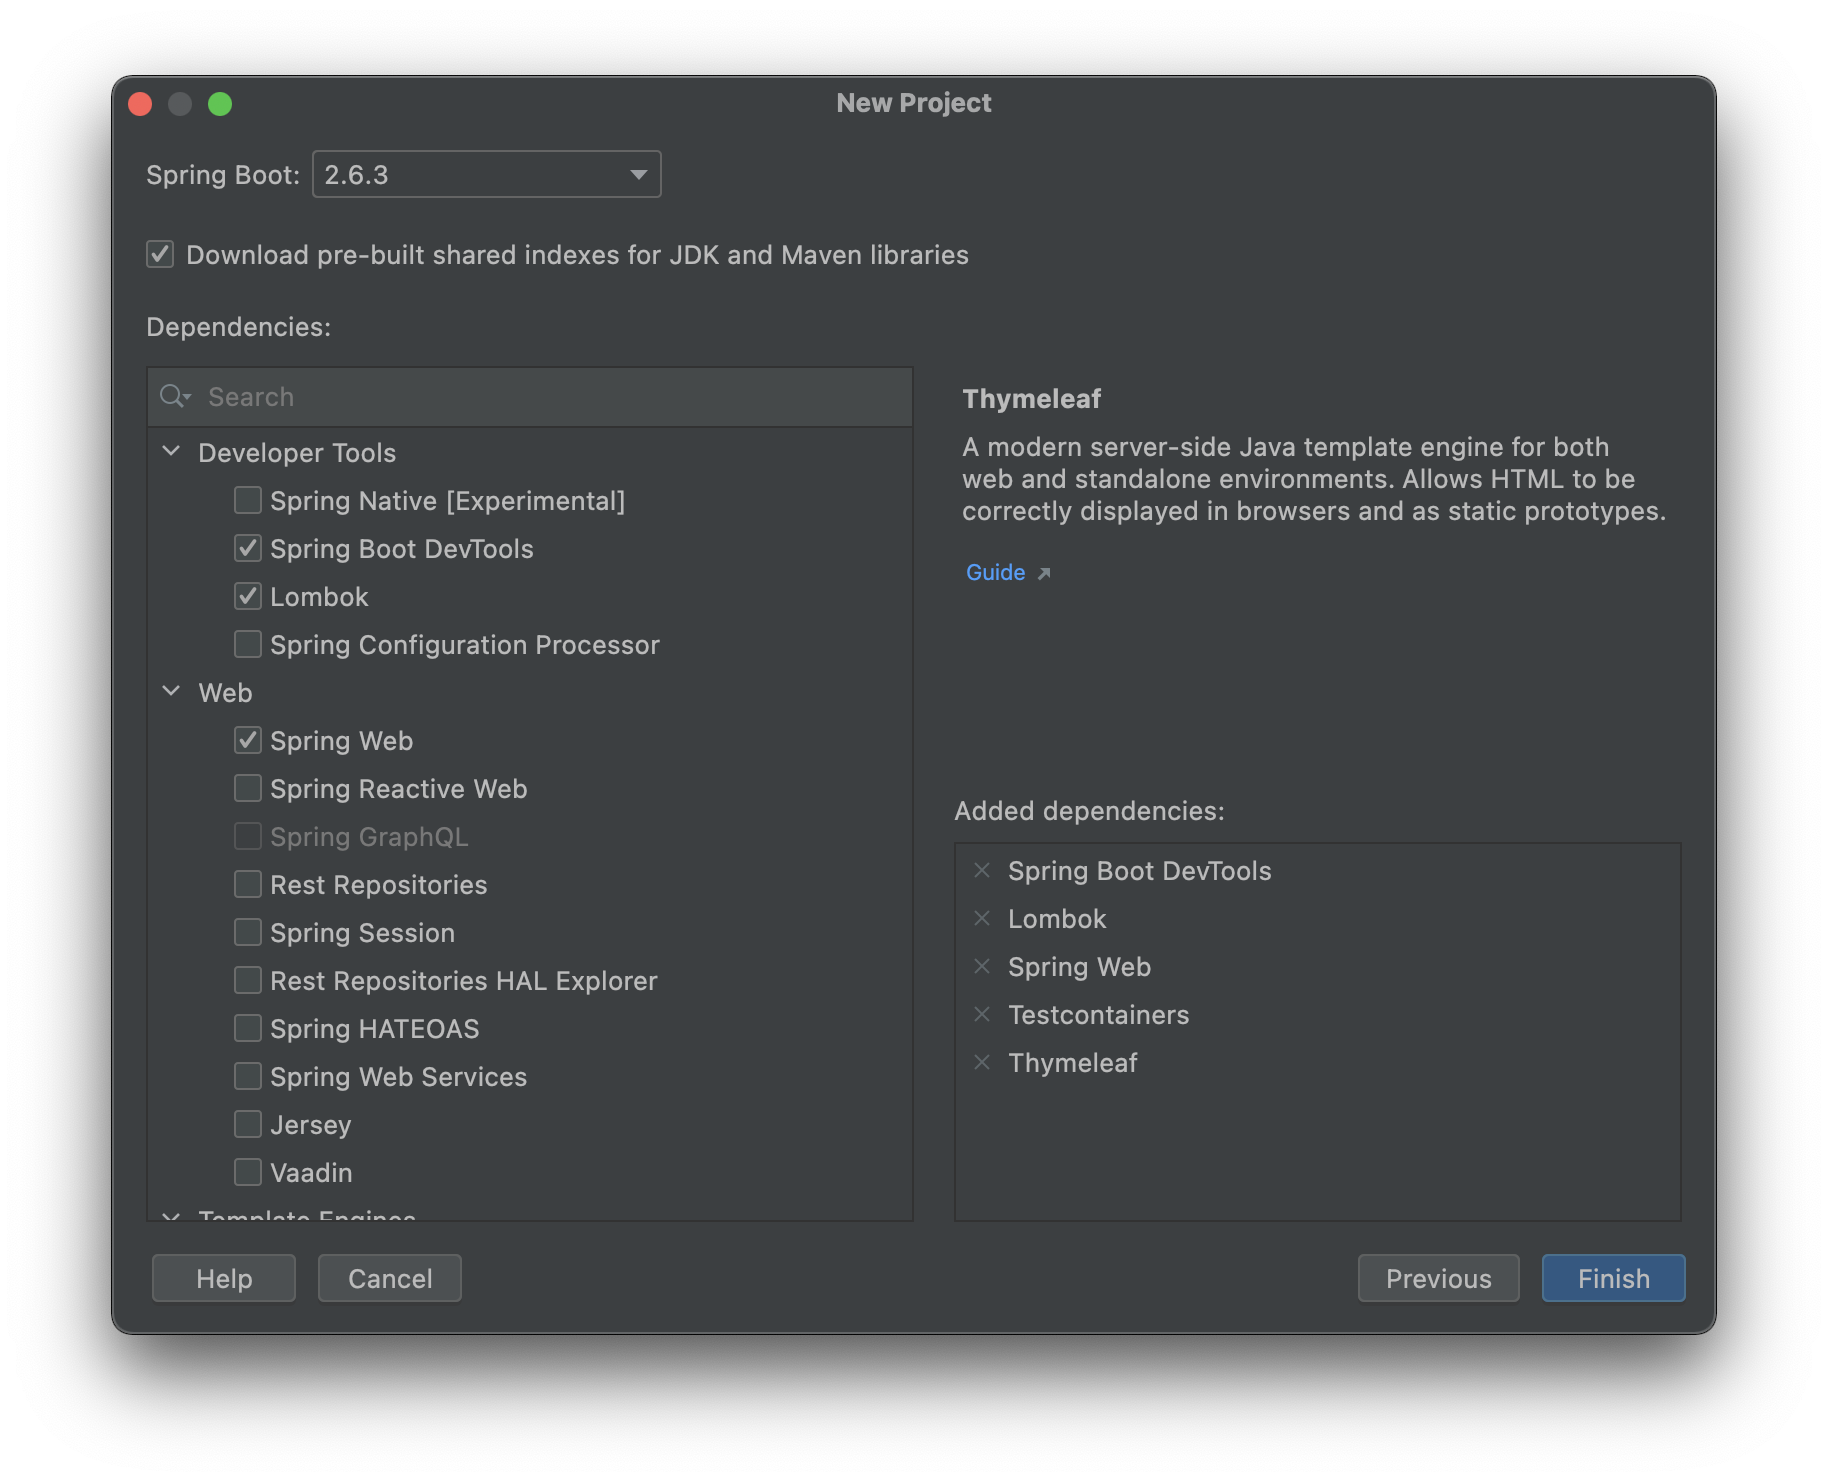 New Project
Spring Boot: 2.6.3
Download pre-built shared indexes for JDK and Maven libraries
Dependencies:
Search
Developer Tools
Spring Native [Experimental]
Spring Boot DevTools
Lombok
Spring Configuration Processor
Web
Spring Web
Spring Reactive Web
Spring GraphQL
Rest Repositories
Spring Session
Rest Repositories HAL Explorer
Spring HATEOAS
Spring Web Services
Jersey
Vaadin
Template Engines
Thymeleaf
A modern server-side Java template engine for both
web and standalone environments. Allows HTML to be
correctly displayed in browsers and as static prototypes.
Guide
Added dependencies:
Spring Boot DevTools
Lombok
Spring Web
Testcontainers
Thymeleaf
Help
Cancel
Previous
Finish